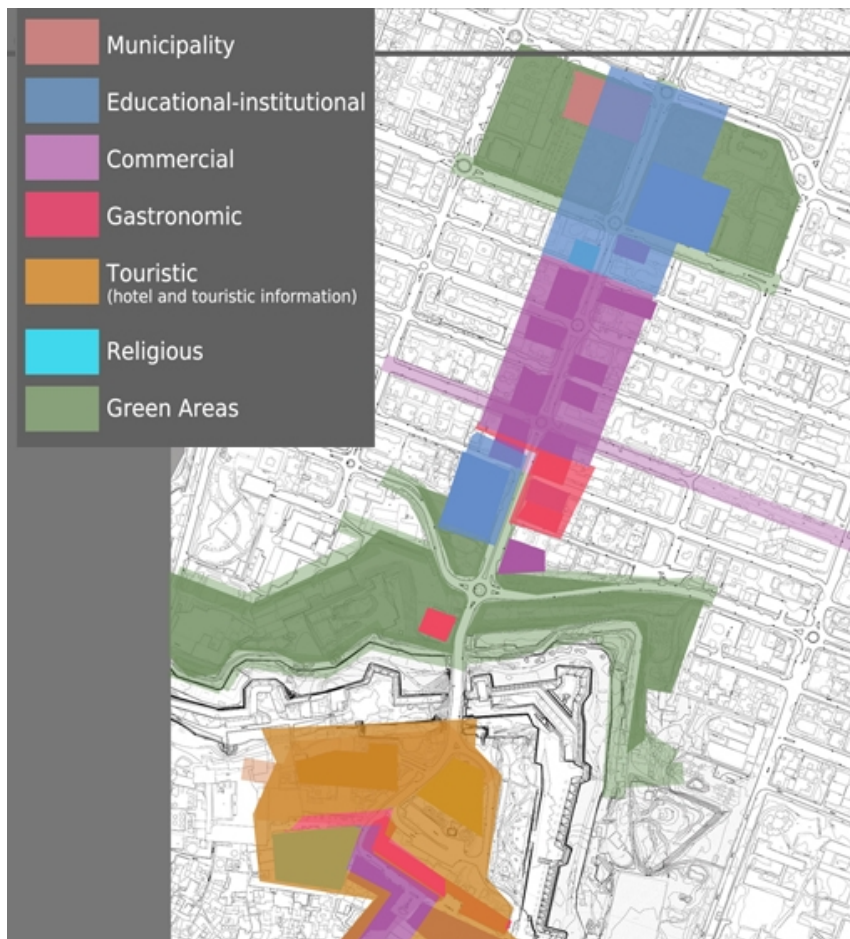 Municipality
Educational-institutional
Commercial
Gastronomic
Touristic
(hotel and touristic information)
Religious
Green Areas